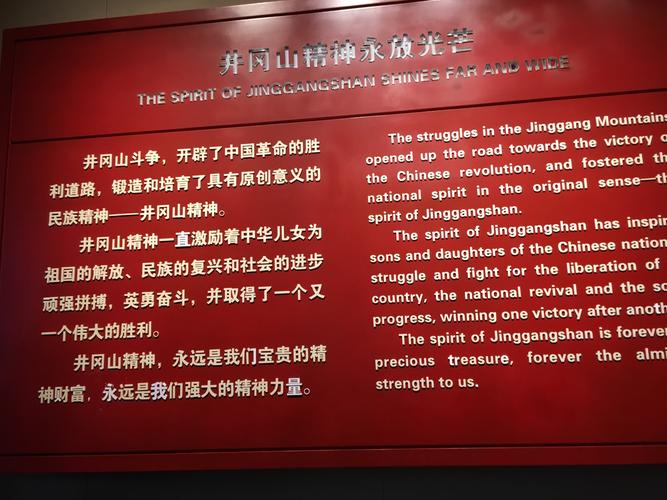 井冈山精神永放光芒
THE SPIRIT OF JINGGANGSHAN SHINES FAR AND WIDE
井冈山斗争，开辟了中国革命的胜
利道路，锻造和培育了具有原创意义的
民族精神——井冈山精神。
井冈山精神一直激励着中华儿女为
祖国的解放、民族的复兴和社会的进步
顽强拼搏，英勇奋斗，并取得了一个又
一个伟大的胜利。
井冈山精神，永远是我们宝贵的精
神财富，永远是我们强大的精神力量。
The struggles in the Jinggang Mountains
opened up the road towards the victory
the Chinese revolution, and fostered
national spirit in the original sense—
spirit of Jinggangshan.
The spirit of Jinggangshan has
sons and daughters of the Chinese
struggle and fight for the liberation of
country, the national revival and the
progress, winning one victory after
The spirit of Jinggangshan is
precious treasure, forever the
strength to us.